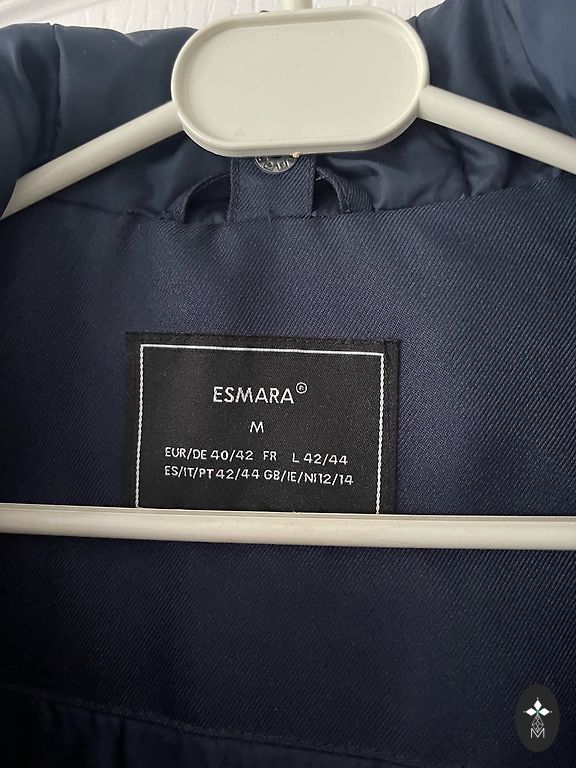 ESMARA®
M
EUR/DE 40/42 FR L 42/44
ES/IT/PT 42/44 GB/IE/NI 12/14